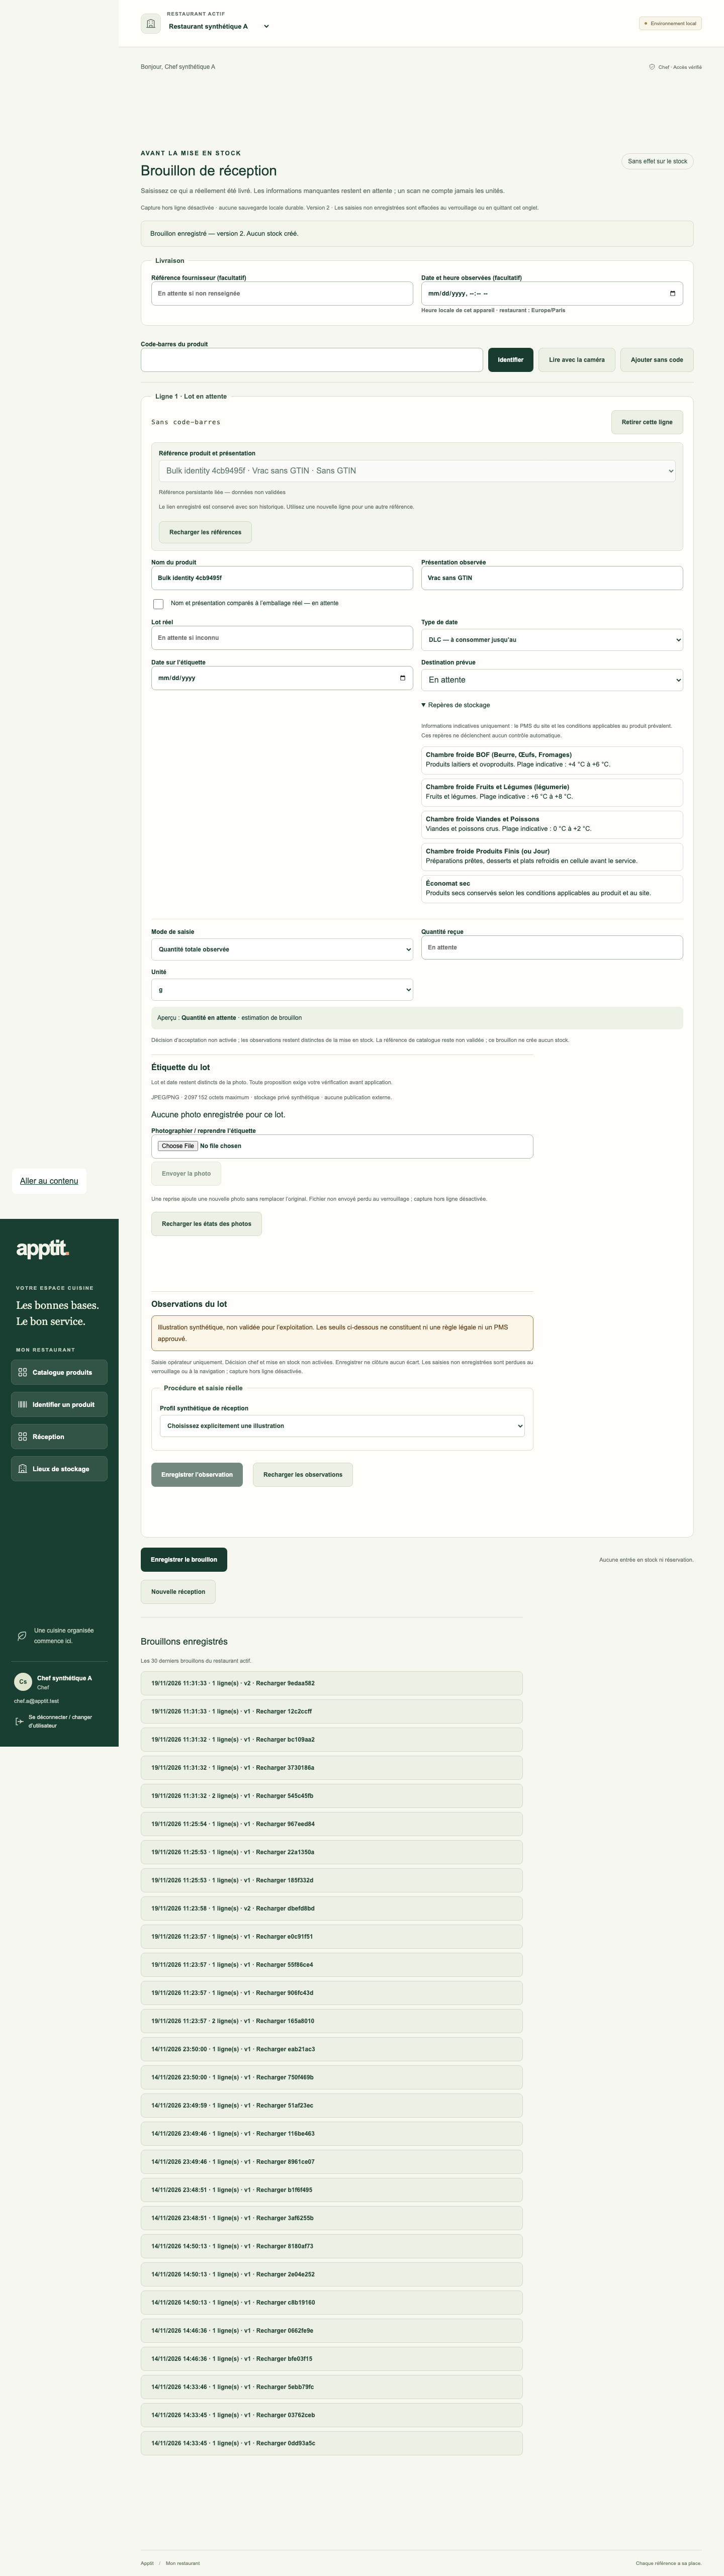 RESTAURANT ACTIF
Restaurant synthétique A
Environnement local
Bonjour, Chef synthétique A
Chef · Accès vérifié
AVANT LA MISE EN STOCK
Brouillon de réception
Sans effet sur le stock
Saisissez ce qui a réellement été livré. Les informations manquantes restent en attente ; un scan ne compte jamais les unités.
Capture hors ligne désactivée · aucune sauvegarde locale durable. Version 2 · Les saisies non enregistrées sont effacées au verrouillage ou en quittant cet onglet.
Brouillon enregistré — version 2. Aucun stock créé.
Livraison
Référence fournisseur (facultatif)
En attente si non renseignée
Date et heure observées (facultatif)
mm/dd/yyyy, --:-- --
Heure locale de cet appareil · restaurant : Europe/Paris
Code-barres du produit
Identifier
Lire avec la caméra
Ajouter sans code
Ligne 1 · Lot en attente
Sans code-barres
Retirer cette ligne
Référence produit et présentation
Bulk identity 4cb9495f · Vrac sans GTIN · Sans GTIN
Référence persistante liée — données non validées
Le lien enregistré est conservé avec son historique. Utilisez une nouvelle ligne pour une autre référence.
Recharger les références
Nom du produit
Bulk identity 4cb9495f
Présentation observée
Vrac sans GTIN
Nom et présentation comparés à l'emballage réel — en attente
Lot réel
En attente si inconnu
Type de date
DLC — à consommer jusqu'au
Date sur l'étiquette
mm/dd/yyyy
Destination prévue
En attente
▼ Repères de stockage
Informations indicatives uniquement : le PMS du site et les conditions applicables au produit prévalent.
Ces repères ne déclenchent aucun contrôle automatique.
Chambre froide BOF (Beurre, Œufs, Fromages)
Produits laitiers et ovoproduits. Plage indicative : +4 °C à +6 °C.
Chambre froide Fruits et Légumes (légumerie)
Fruits et légumes. Plage indicative : +6 °C à +8 °C.
Chambre froide Viandes et Poissons
Viandes et poissons crus. Plage indicative : 0 °C à +2 °C.
Chambre froide Produits Finis (ou Jour)
Préparations prêtes, desserts et plats refroidis en cellule avant le service.
Économat sec
Produits secs conservés selon les conditions applicables au produit et au site.
Mode de saisie
Quantité totale observée
Quantité reçue
En attente
Unité
g
Aperçu : Quantité en attente · estimation de brouillon
Décision d'acceptation non activée ; les observations restent distinctes de la mise en stock. La référence de catalogue reste non validée ; ce brouillon ne crée aucun stock.
Étiquette du lot
Lot et date restent distincts de la photo. Toute proposition exige votre vérification avant application.
JPEG/PNG · 2 097 152 octets maximum · stockage privé synthétique · aucune publication externe.
Aucune photo enregistrée pour ce lot.
Photographier / reprendre l'étiquette
Choose File No file chosen
Envoyer la photo
Une reprise ajoute une nouvelle photo sans remplacer l'original. Fichier non envoyé perdu au verrouillage ; capture hors ligne désactivée.
Recharger les états des photos
Observations du lot
Illustration synthétique, non validée pour l'exploitation. Les seuils ci-dessous ne constituent ni une règle légale ni un PMS
approuvé.
Saisie opérateur uniquement. Décision chef et mise en stock non activées. Enregistrer ne clôture aucun écart. Les saisies non enregistrées sont perdues au
verrouillage ou à la navigation ; capture hors ligne désactivée.
Procédure et saisie réelle
Profil synthétique de réception
Choisissez explicitement une illustration
Enregistrer l'observation
Recharger les observations
Enregistrer le brouillon
Aucune entrée en stock ni réservation.
Nouvelle réception
Brouillons enregistrés
Les 30 derniers brouillons du restaurant actif.
19/11/2026 11:31:33 · 1 ligne(s) · v2 · Recharger 9edaa582
19/11/2026 11:31:33 · 1 ligne(s) · v1 · Recharger 12c2ccff
19/11/2026 11:31:32 · 1 ligne(s) · v1 · Recharger bc109aa2
19/11/2026 11:31:32 · 1 ligne(s) · v1 · Recharger 3730186a
19/11/2026 11:31:32 · 2 ligne(s) · v1 · Recharger 545c45fb
19/11/2026 11:25:54 · 1 ligne(s) · v1 · Recharger 967eed84
19/11/2026 11:25:53 · 1 ligne(s) · v1 · Recharger 22a1350a
19/11/2026 11:25:53 · 1 ligne(s) · v1 · Recharger 185f332d
19/11/2026 11:23:58 · 1 ligne(s) · v2 · Recharger dbefd8bd
19/11/2026 11:23:57 · 1 ligne(s) · v1 · Recharger e0c91f51
19/11/2026 11:23:57 · 1 ligne(s) · v1 · Recharger 55f86ce4
19/11/2026 11:23:57 · 1 ligne(s) · v1 · Recharger 906fc43d
19/11/2026 11:23:57 · 2 ligne(s) · v1 · Recharger 165a8010
14/11/2026 23:50:00 · 1 ligne(s) · v1 · Recharger eab21ac3
14/11/2026 23:50:00 · 1 ligne(s) · v1 · Recharger 750f469b
14/11/2026 23:49:59 · 1 ligne(s) · v1 · Recharger 51af23ec
14/11/2026 23:49:46 · 1 ligne(s) · v1 · Recharger 116be463
14/11/2026 23:49:46 · 1 ligne(s) · v1 · Recharger 8961ce07
14/11/2026 23:48:51 · 1 ligne(s) · v1 · Recharger b1f6f495
14/11/2026 23:48:51 · 1 ligne(s) · v1 · Recharger 3af6255b
14/11/2026 14:50:13 · 1 ligne(s) · v1 · Recharger 8180af73
14/11/2026 14:50:13 · 1 ligne(s) · v1 · Recharger 2e04e252
14/11/2026 14:50:13 · 1 ligne(s) · v1 · Recharger c8b19160
14/11/2026 14:46:36 · 1 ligne(s) · v1 · Recharger 0662fe9e
14/11/2026 14:46:36 · 1 ligne(s) · v1 · Recharger bfe03f15
14/11/2026 14:33:46 · 1 ligne(s) · v1 · Recharger 5ebb79fc
14/11/2026 14:33:45 · 1 ligne(s) · v1 · Recharger 03762ceb
14/11/2026 14:33:45 · 1 ligne(s) · v1 · Recharger 0dd93a5c
Aller au contenu
apptit.
VOTRE ESPACE CUISINE
Les bonnes bases.
Le bon service.
MON RESTAURANT
Catalogue produits
Identifier un produit
Réception
Lieux de stockage
Une cuisine organisée
commence ici.
Cs
Chef synthétique A
Chef
chef.a@apptit.test
Se déconnecter / changer
d'utilisateur
Apptit / Mon restaurant
Chaque référence a sa place.